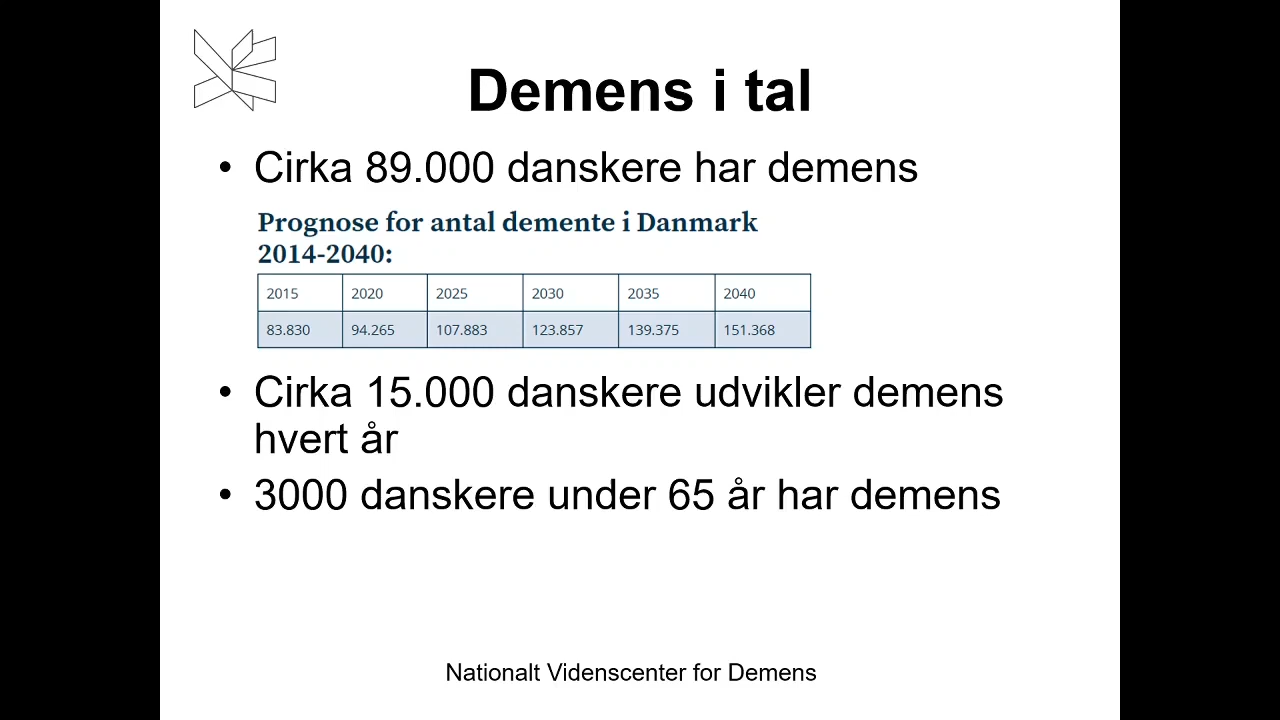 Demens i tal
• Cirka 89.000 danskere har demens
Prognose for antal demente i Danmark
2014-2040:
2015 2020 2025 2030 2035 2040
83.830 94.265 107.883 123.857 139.375 151.368
• Cirka 15.000 danskere udvikler demens
hvert år
• 3000 danskere under 65 år har demens
Nationalt Videnscenter for Demens